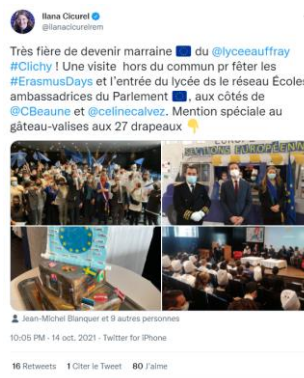 Ilana Cicurel
@ilanacicurelrem
Très fière de devenir marraine 🇪🇺 du @lyceeauffray
#Clichy ! Une visite hors du commun pr fêter les
#ErasmusDays et l'entrée du lycée ds le réseau Écoles
ambassadrices du Parlement 🇪🇺, aux côtés de
@CBeaune et @celinecalvez. Mention spéciale au
gâteau-valises aux 27 drapeaux 👇
SECTIONS EUROPÉENNES
Jean-Michel Blanquer et 9 autres personnes
10:05 PM · 14 oct. 2021 · Twitter for iPhone
16 Retweets 1 Citer le Tweet 80 J'aime